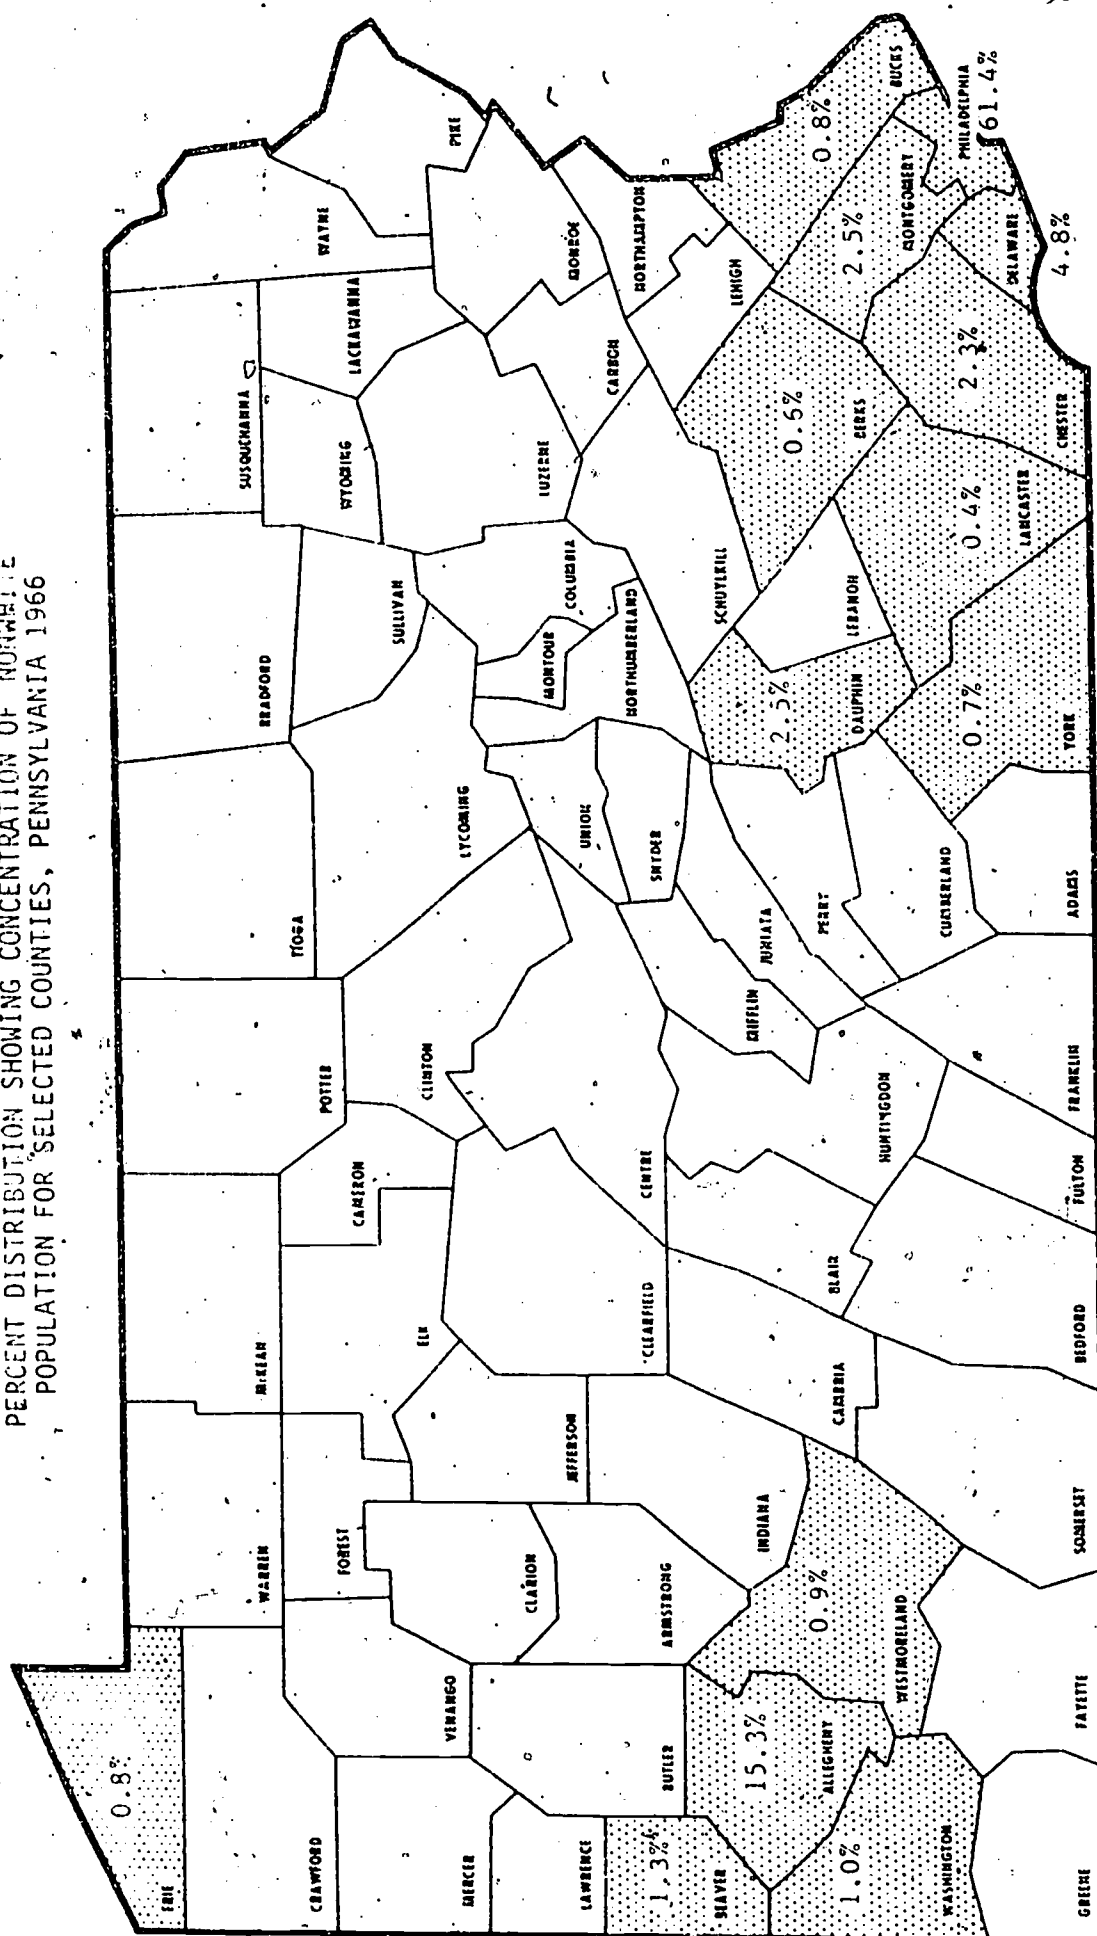 PERCENT DISTRIBUTION SHOWING CONCENTRATION OF NONWHITE
POPULATION FOR SELECTED COUNTIES, PENNSYLVANIA 1966
ERIE
0.8%
CRAWFORD
WARREN
McKEAN
POTTER
TIOGA
BRADFORD
SUSQUEHANNA
WAYNE
FOREST
ELK
CAMERON
CLINTON
LYCOMING
SULLIVAN
WYOMING
LACKAWANNA
PIKE
MERCER
VENANGO
CLARION
JEFFERSON
CLEARFIELD
CENTRE
UNION
MONTOUR
COLUMBIA
LUZERNE
MONROE
LAWRENCE
BUTLER
ARMSTRONG
INDIANA
CAMBRIA
BLAIR
HUNTINGDON
MIFFLIN
JUNIATA
SNYDER
NORTHUMBERLAND
SCHUYLKILL
CARBON
NORTHAMPTON
LEHIGH
1.3%
BEAVER
15.3%
ALLEGHENY
0.9%
WESTMORELAND
PERRY
2.5%
DAUPHIN
LEBANON
0.5%
BERKS
2.5%
MONTGOMERY
0.8%
BUCKS
1.0%
WASHINGTON
CUMBERLAND
0.7%
YORK
0.4%
LANCASTER
2.3%
CHESTER
DELAWARE
4.8%
PHILADELPHIA
61.4%
GREENE
FAYETTE
SOMERSET
BEDFORD
FULTON
FRANKLIN
ADAMS